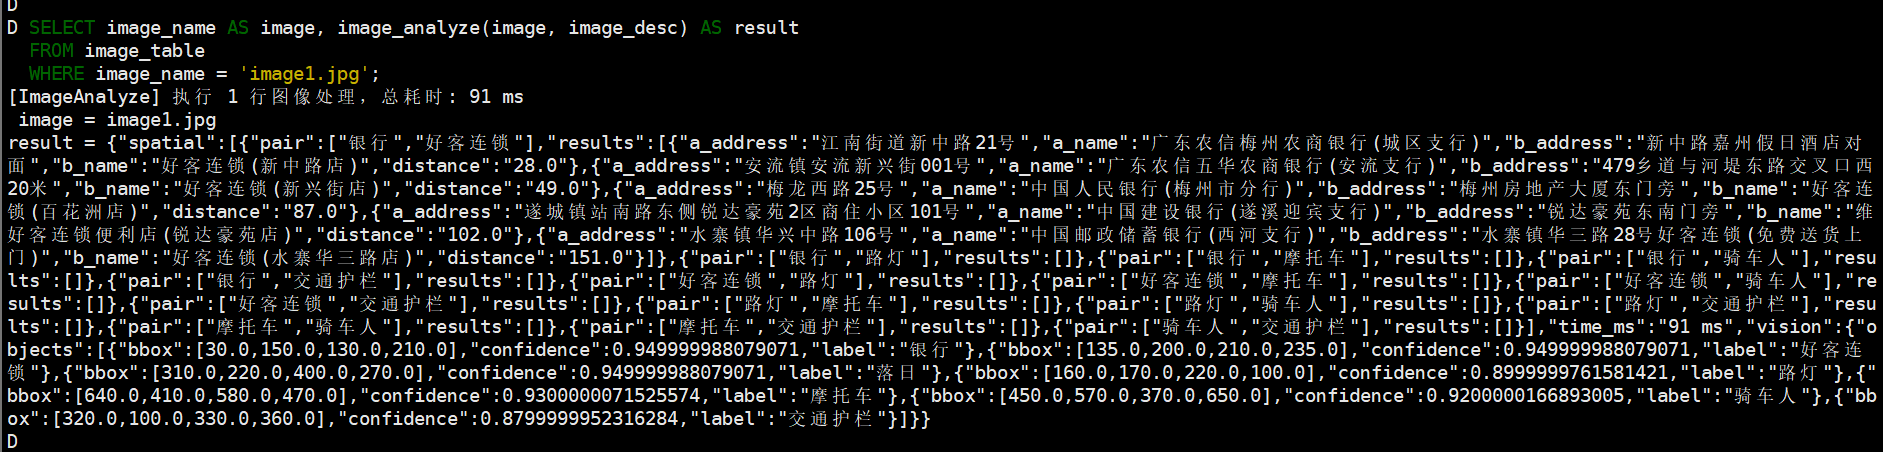 D
D SELECT image_name AS image, image_analyze(image, image_desc) AS result
FROM image_table
WHERE image_name = 'image1.jpg';
[ImageAnalyze] 执行 1 行图像处理，总耗时: 91 ms
image = image1.jpg
result = {"spatial":[{"pair":["银行","好客连锁"],"results":[{"a_address":"江南街道新中路21号","a_name":"广东农信梅州农商银行(城区支行)","b_address":"新中路嘉州假日酒店对
面","b_name":"好客连锁(新中路店)","distance":"28.0"},{"a_address":"安流镇安流新兴街001号","a_name":"广东农信五华农商银行(安流支行)","b_address":"479乡道与河堤东路交叉口西
20米","b_name":"好客连锁(新兴街店)","distance":"49.0"},{"a_address":"梅龙西路25号","a_name":"中国人民银行(梅州市分行)","b_address":"梅州房地产大厦东门旁","b_name":"好客连
锁(百花洲店)","distance":"87.0"},{"a_address":"遂城镇站南路东侧锐达豪苑2区商住小区101号","a_name":"中国建设银行(遂溪迎宾支行)","b_address":"锐达豪苑东南门旁","b_name":"维
好客连锁便利店(锐达豪苑店)","distance":"102.0"},{"a_address":"水寨镇华兴中路106号","a_name":"中国邮政储蓄银行(西河支行)","b_address":"水寨镇华三路28号好客连锁(免费送货上
门)","b_name":"好客连锁(水寨华三路店)","distance":"151.0"}]},{"pair":["银行","路灯"],"results":[]},{"pair":["银行","摩托车"],"results":[]},{"pair":["银行","骑车人"],"resu
lts":[]},{"pair":["银行","交通护栏"],"results":[]},{"pair":["好客连锁","路灯"],"results":[]},{"pair":["好客连锁","摩托车"],"results":[]},{"pair":["好客连锁","骑车人"],"re
sults":[]},{"pair":["好客连锁","交通护栏"],"results":[]},{"pair":["路灯","摩托车"],"results":[]},{"pair":["路灯","骑车人"],"results":[]},{"pair":["路灯","交通护栏"],"resu
lts":[]},{"pair":["摩托车","骑车人"],"results":[]},{"pair":["摩托车","交通护栏"],"results":[]},{"pair":["骑车人","交通护栏"],"results":[]}],"time_ms":"91 ms","vision":{"o
bjects":[{"bbox":[30.0,150.0,130.0,210.0],"confidence":0.949999988079071,"label":"银行"},{"bbox":[135.0,200.0,210.0,235.0],"confidence":0.949999988079071,"label":"好客连
锁"},{"bbox":[310.0,220.0,400.0,270.0],"confidence":0.949999988079071,"label":"落日"},{"bbox":[160.0,170.0,220.0,100.0],"confidence":0.8999999761581421,"label":"路灯"},{"
bbox":[640.0,410.0,580.0,470.0],"confidence":0.9300000071525574,"label":"摩托车"},{"bbox":[450.0,570.0,370.0,650.0],"confidence":0.9200000166893005,"label":"骑车人"},{"bb
ox":[320.0,100.0,330.0,360.0],"confidence":0.8799999952316284,"label":"交通护栏"}]}}
D